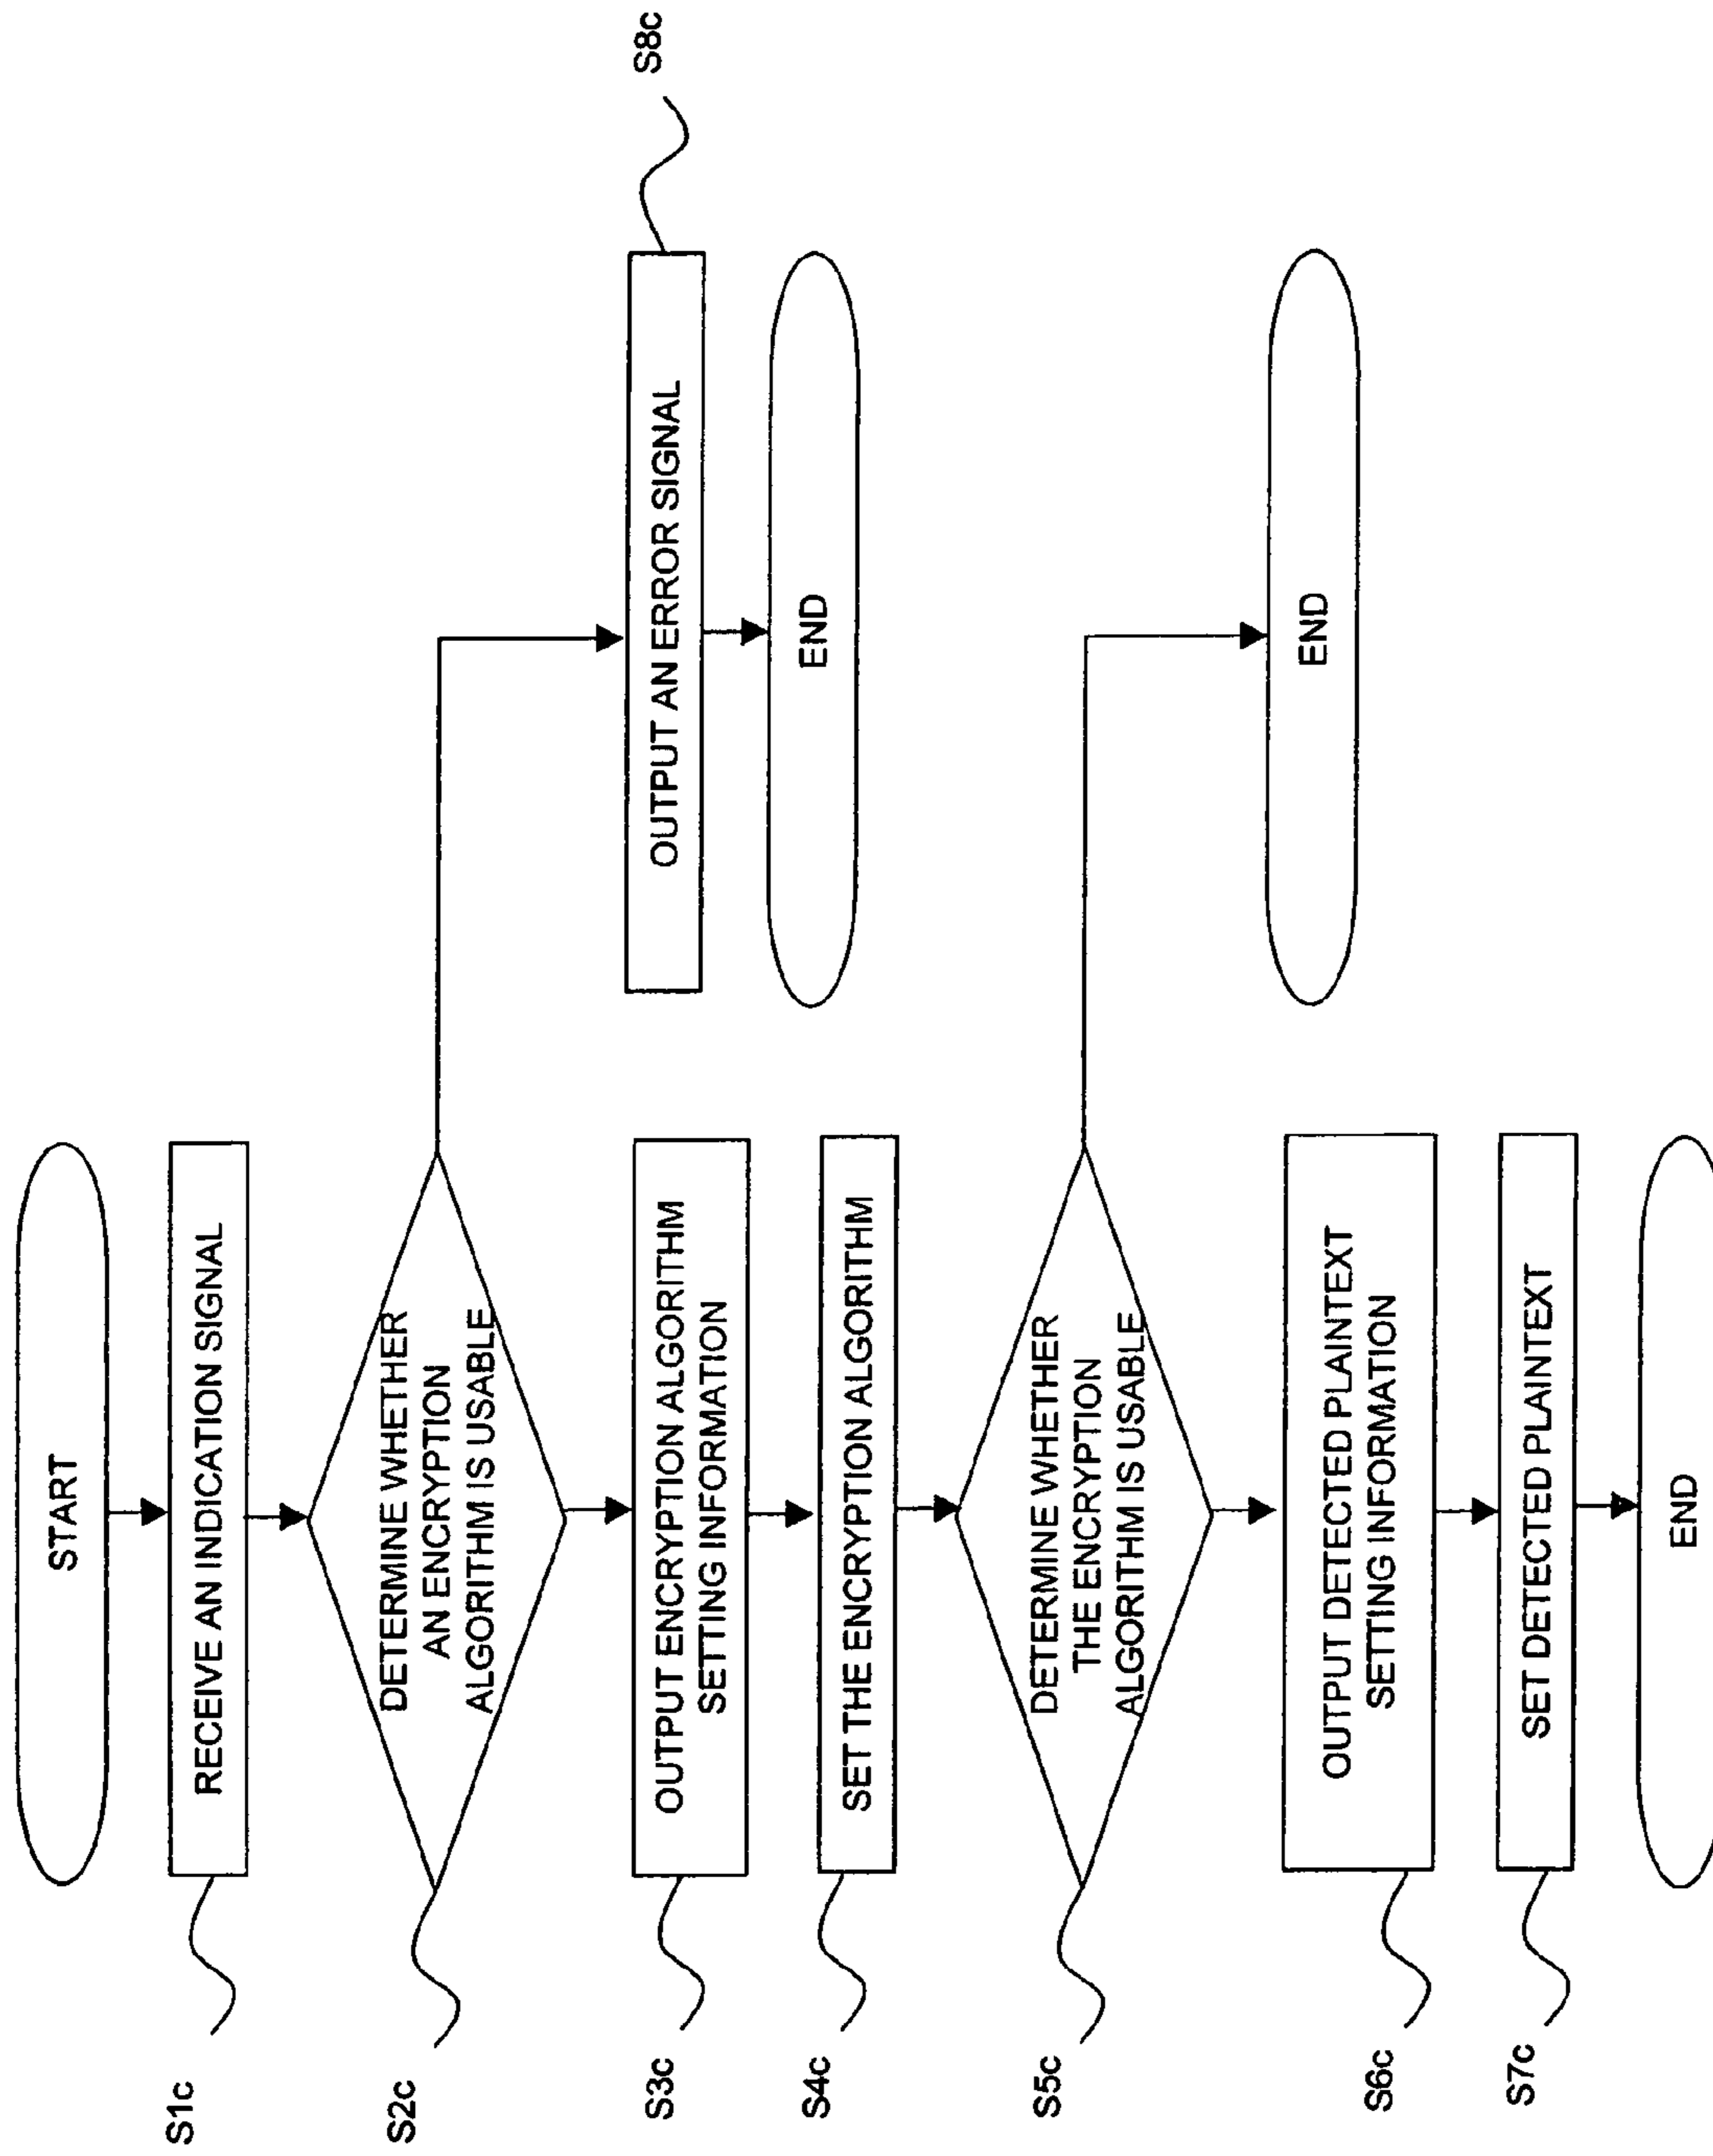 START
S1c
RECEIVE AN INDICATION SIGNAL
S2c
DETERMINE WHETHER
AN ENCRYPTION
ALGORITHM IS USABLE
S8c
OUTPUT AN ERROR SIGNAL
END
S3c
OUTPUT ENCRYPTION ALGORITHM
SETTING INFORMATION
S4c
SET THE ENCRYPTION ALGORITHM
S5c
DETERMINE WHETHER
THE ENCRYPTION
ALGORITHM IS USABLE
END
S6c
OUTPUT DETECTED PLAINTEXT
SETTING INFORMATION
S7c
SET DETECTED PLAINTEXT
END